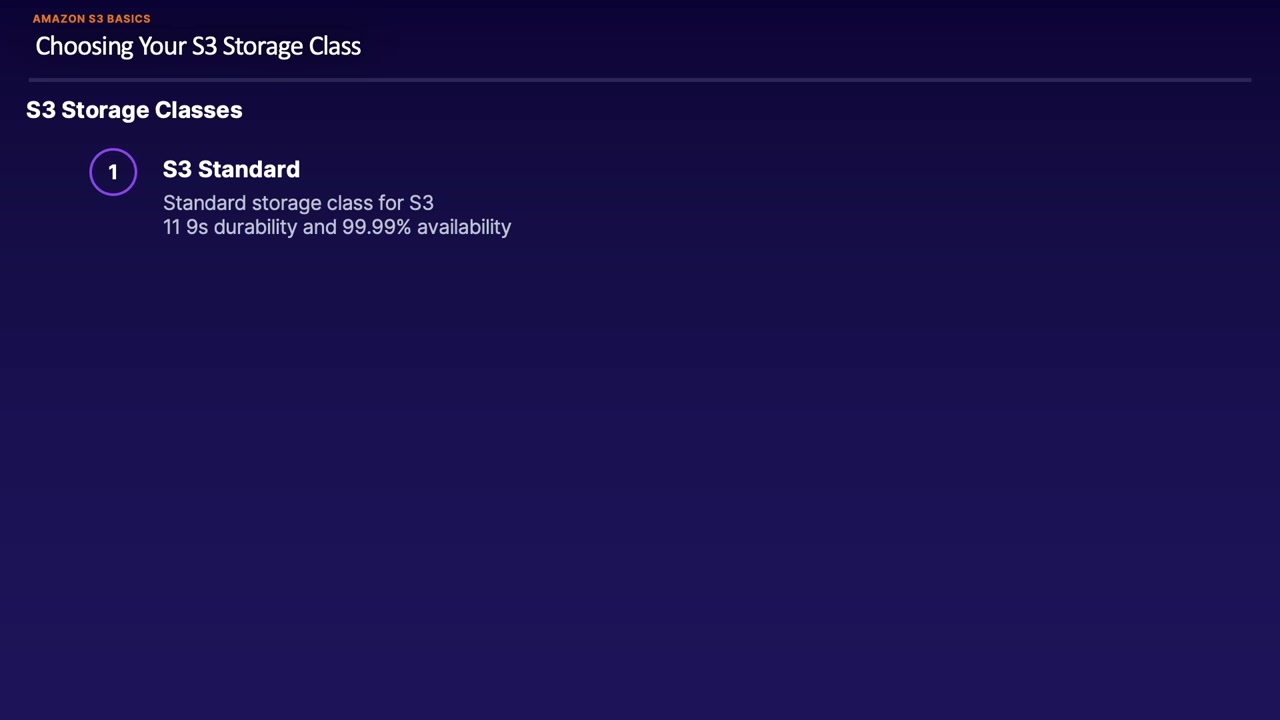 AMAZON S3 BASICS
Choosing Your S3 Storage Class
S3 Storage Classes
1
S3 Standard
Standard storage class for S3
11 9s durability and 99.99% availability